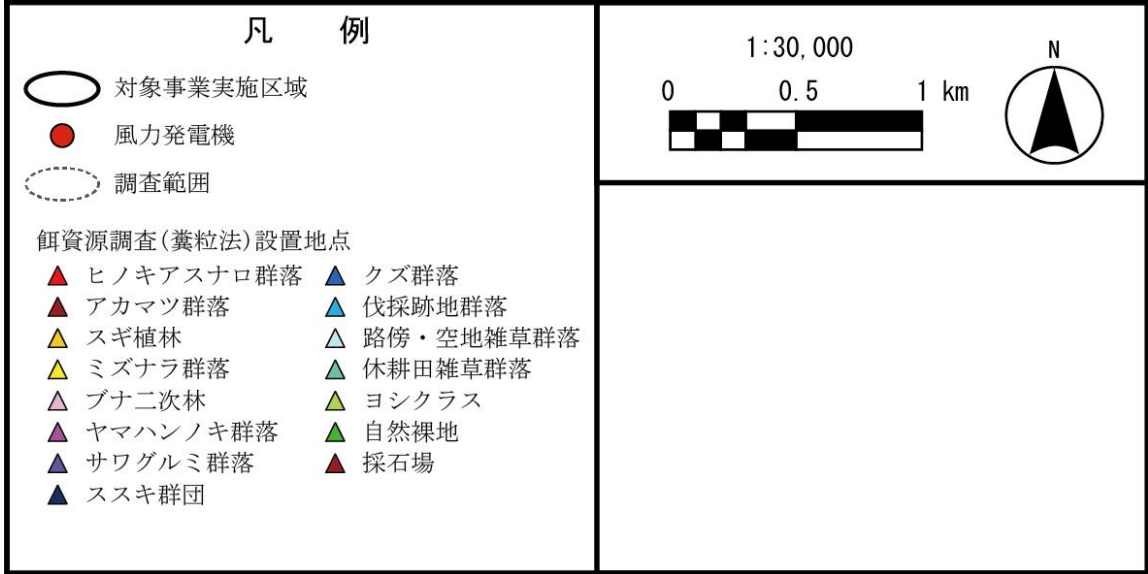 凡　例
対象事業実施区域
風力発電機
調査範囲
餌資源調査(糞粒法)設置地点
ヒノキアスナロ群落
アカマツ群落
スギ植林
ミズナラ群落
ブナ二次林
ヤマハンノキ群落
サワグルミ群落
ススキ群団
クズ群落
伐採跡地群落
路傍・空地雑草群落
休耕田雑草群落
ヨシクラス
自然裸地
採石場
1:30,000
0 0.5 1 km
N